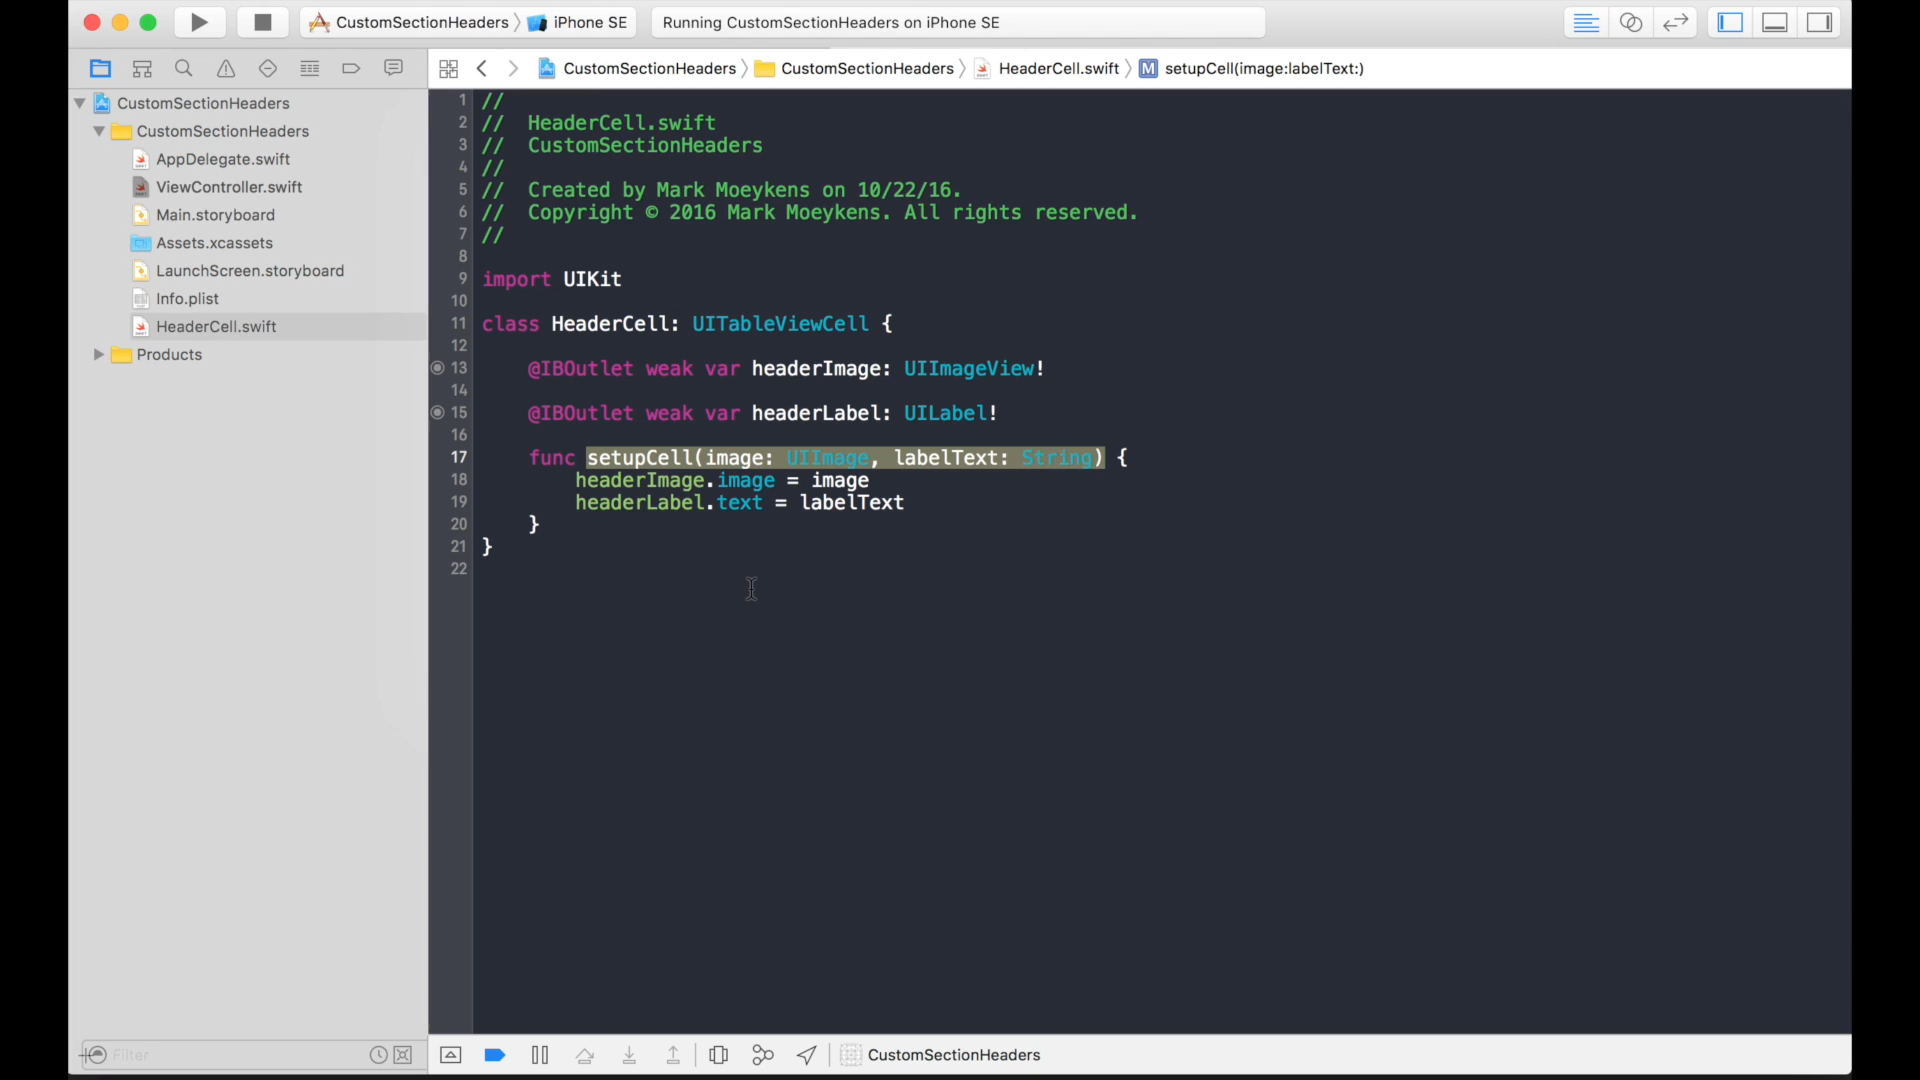 CustomSectionHeaders iPhone SE
Running CustomSectionHeaders on iPhone SE
CustomSectionHeaders CustomSectionHeaders HeaderCell.swift M setupCell(image:labelText:)
CustomSectionHeaders
CustomSectionHeaders
AppDelegate.swift
ViewController.swift
Main.storyboard
Assets.xcassets
LaunchScreen.storyboard
Info.plist
HeaderCell.swift
Products
1 //
2 // HeaderCell.swift
3 // CustomSectionHeaders
4 //
5 // Created by Mark Moeykens on 10/22/16.
6 // Copyright © 2016 Mark Moeykens. All rights reserved.
7 //
8
9 import UIKit
10
11 class HeaderCell: UITableViewCell {
12
13 @IBOutlet weak var headerImage: UIImageView!
14
15 @IBOutlet weak var headerLabel: UILabel!
16
17 func setupCell(image: UIImage, labelText: String) {
18 headerImage.image = image
19 headerLabel.text = labelText
20 }
21 }
22
Filter
CustomSectionHeaders